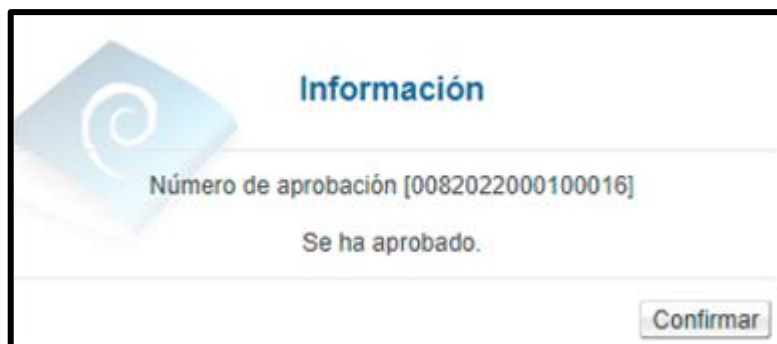 Información
Número de aprobación [0082022000100016]
Se ha aprobado.
Confirmar